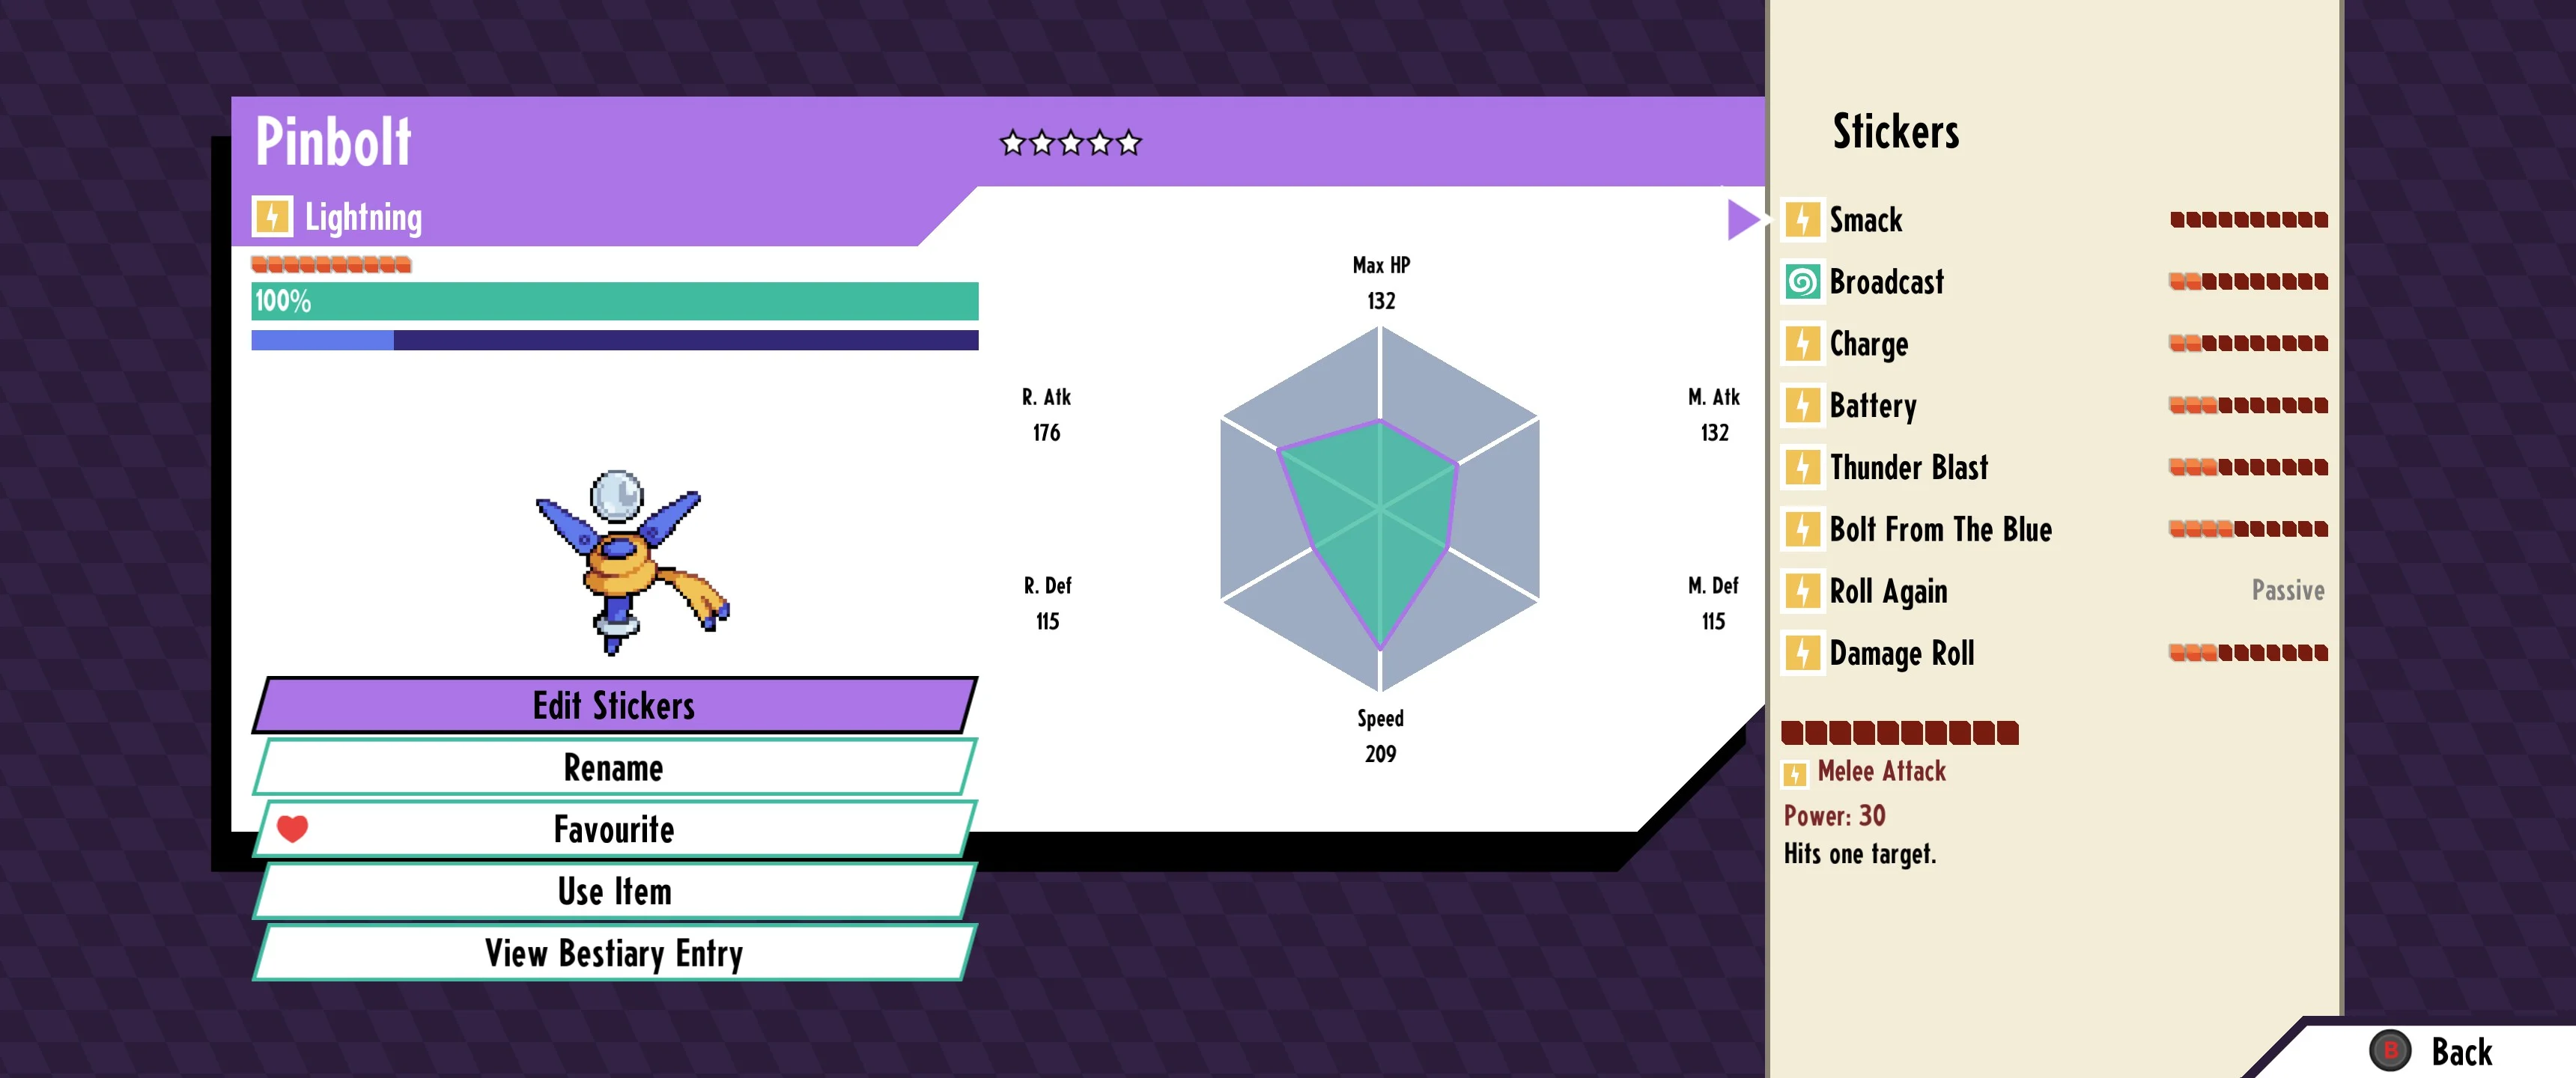 Pinbolt
Lightning
100%
Max HP
132
R. Atk
176
M. Atk
132
R. Def
115
M. Def
115
Speed
209
Edit Stickers
Rename
Favourite
Use Item
View Bestiary Entry
Stickers
Smack
Broadcast
Charge
Battery
Thunder Blast
Bolt From The Blue
Roll Again Passive
Damage Roll
Melee Attack
Power: 30
Hits one target.
B Back